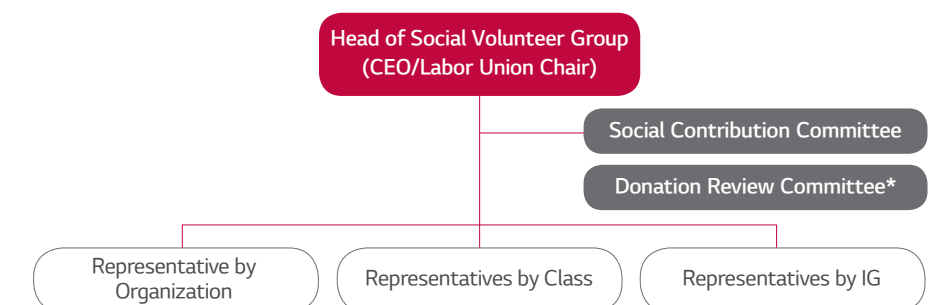 Head of Social Volunteer Group
(CEO/Labor Union Chair)
Social Contribution Committee
Donation Review Committee*
Representative by
Organization
Representatives by Class
Representatives by IG